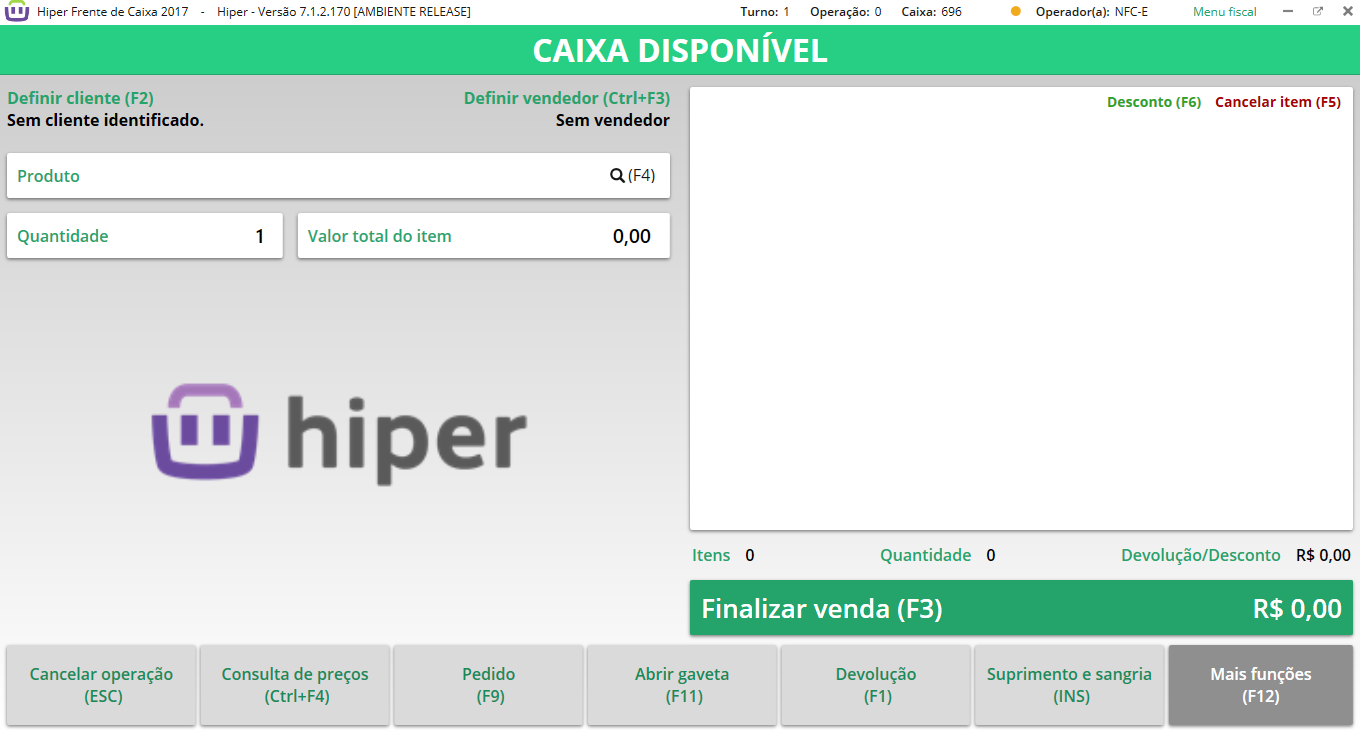 Hiper Frente de Caixa 2017 - Hiper - Versão 7.1.2.170 [AMBIENTE RELEASE] Turno: 1 Operação: 0 Caixa: 696 Operador(a): NFC-E Menu fiscal
CAIXA DISPONÍVEL
Definir cliente (F2) Definir vendedor (Ctrl+F3)
Sem cliente identificado. Sem vendedor
Produto (F4)
Quantidade 1 Valor total do item 0,00
hiper
Desconto (F6) Cancelar item (F5)
Itens 0 Quantidade 0 Devolução/Desconto R$ 0,00
Finalizar venda (F3) R$ 0,00
Cancelar operação
(ESC)
Consulta de preços
(Ctrl+F4)
Pedido
(F9)
Abrir gaveta
(F11)
Devolução
(F1)
Suprimento e sangria
(INS)
Mais funções
(F12)